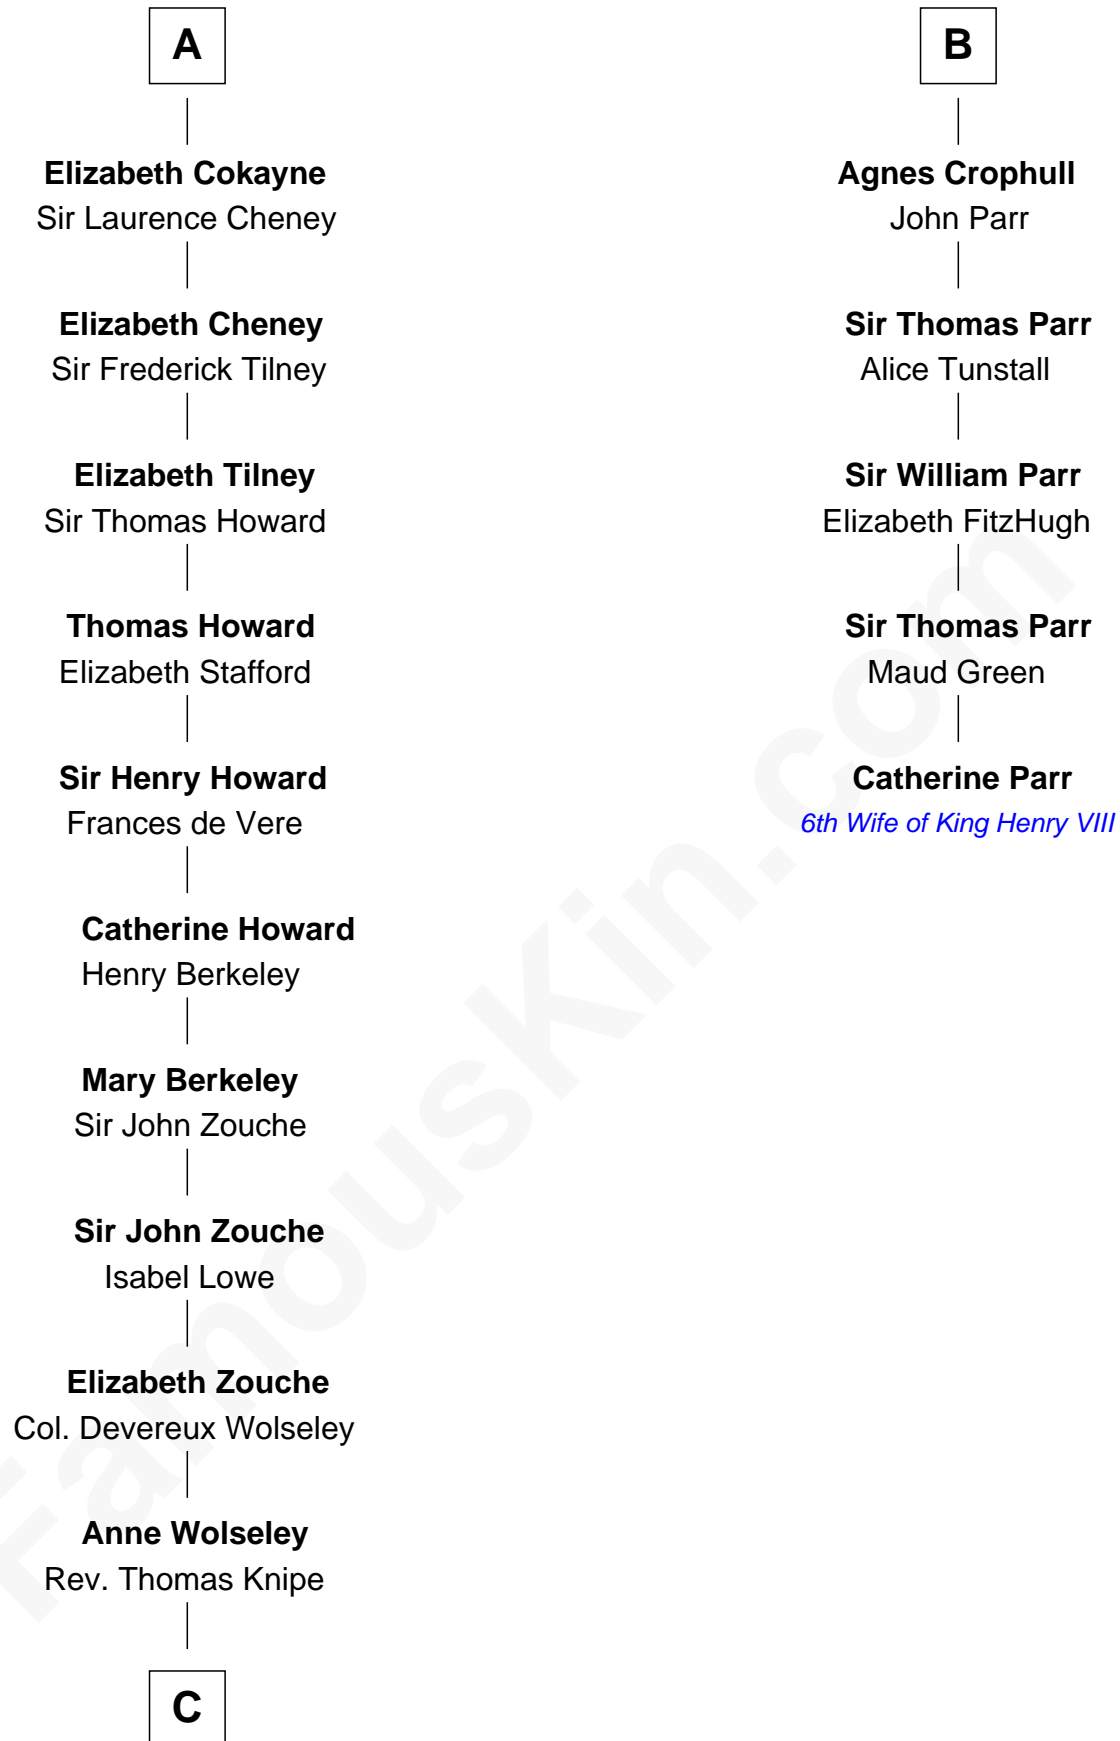 A
Elizabeth Cokayne
Sir Laurence Cheney
Elizabeth Cheney
Sir Frederick Tilney
Elizabeth Tilney
Sir Thomas Howard
Thomas Howard
Elizabeth Stafford
Sir Henry Howard
Frances de Vere
Catherine Howard
Henry Berkeley
Mary Berkeley
Sir John Zouche
Sir John Zouche
Isabel Lowe
Elizabeth Zouche
Col. Devereux Wolseley
Anne Wolseley
Rev. Thomas Knipe
C
B
Agnes Crophull
John Parr
Sir Thomas Parr
Alice Tunstall
Sir William Parr
Elizabeth FitzHugh
Sir Thomas Parr
Maud Green
Catherine Parr
6th Wife of King Henry VIII
FamousKin.com